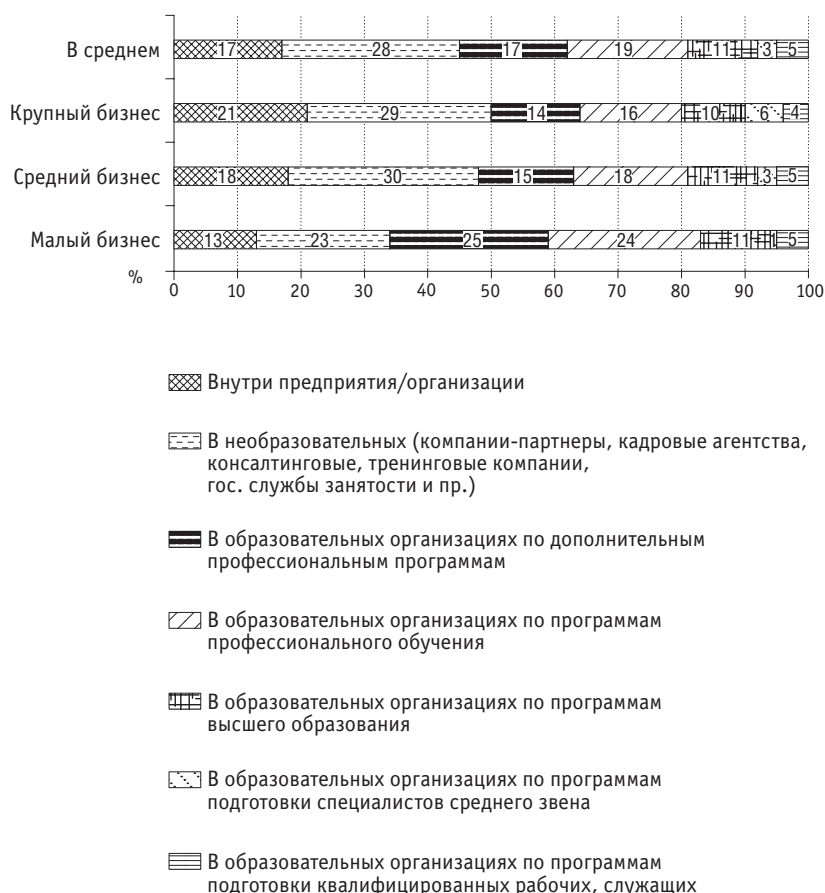 В среднем 17 28 17 19 11 3 5
Крупный бизнес 21 29 14 16 10 6 4
Средний бизнес 18 30 15 18 11 3 5
Малый бизнес 13 23 25 24 11 1 5
% 0 10 20 30 40 50 60 70 80 90 100
Внутри предприятия/организации
В необразовательных (компании-партнеры, кадровые агентства,
консалтинговые, тренинговые компании,
гос. службы занятости и пр.)
В образовательных организациях по дополнительным
профессиональным программам
В образовательных организациях по программам
профессионального обучения
В образовательных организациях по программам
высшего образования
В образовательных организациях по программам
подготовки специалистов среднего звена
В образовательных организациях по программам
подготовки квалифицированных рабочих, служащих